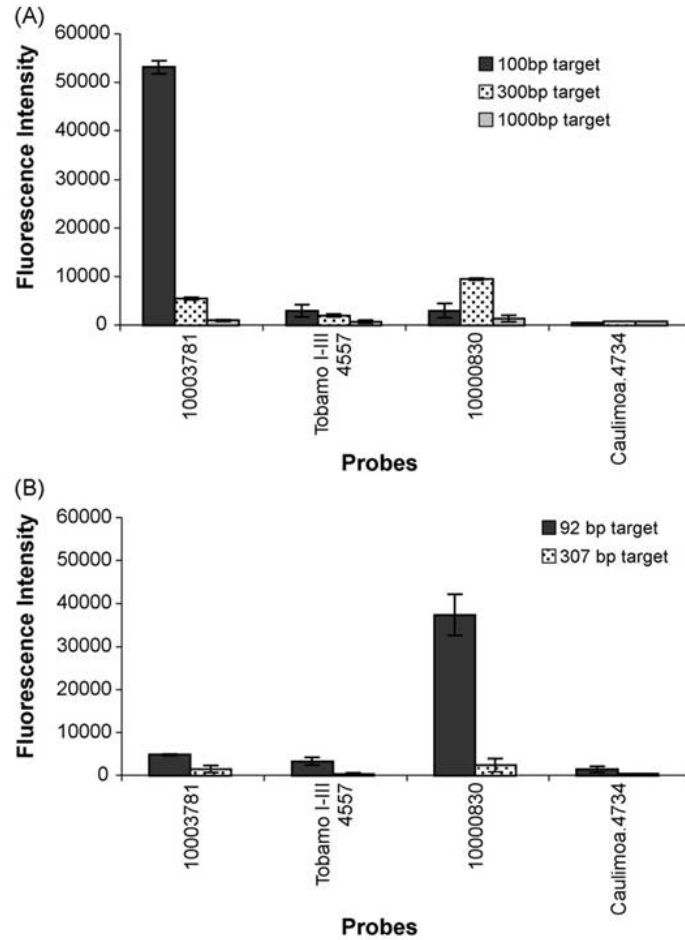 (A)
60000
50000
40000
30000
20000
10000
0
Fluorescence Intensity
100bp target
300bp target
1000bp target
10003781
Tobamo I-III
4557
10000830
Caulimoa.4734
Probes
(B)
60000
50000
40000
30000
20000
10000
0
Fluorescence Intensity
92 bp target
307 bp target
10003781
Tobamo I-III
4557
10000830
Caulimoa.4734
Probes